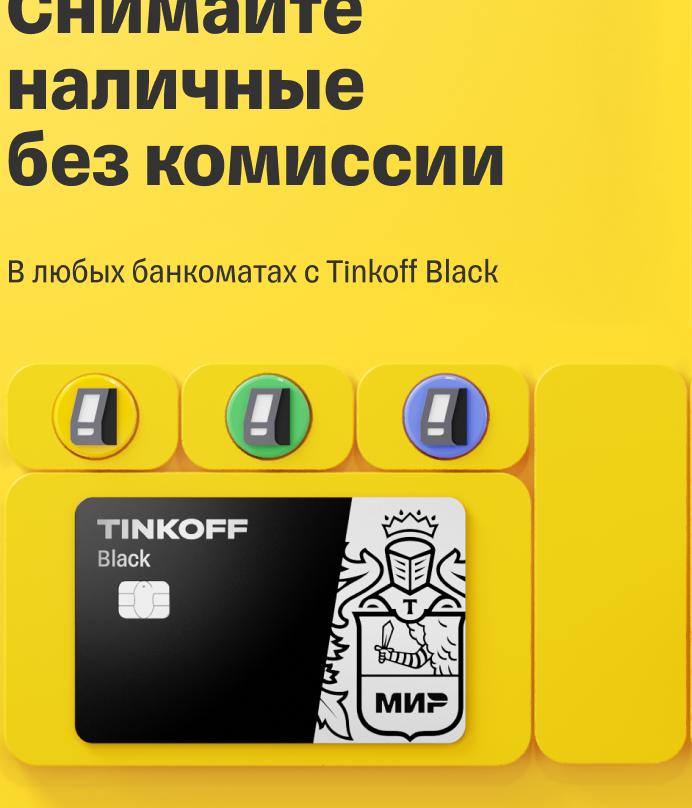 Снимайте
наличные
без комиссии
В любых банкоматах с Tinkoff Black
TINKOFF
Black
T
МИР